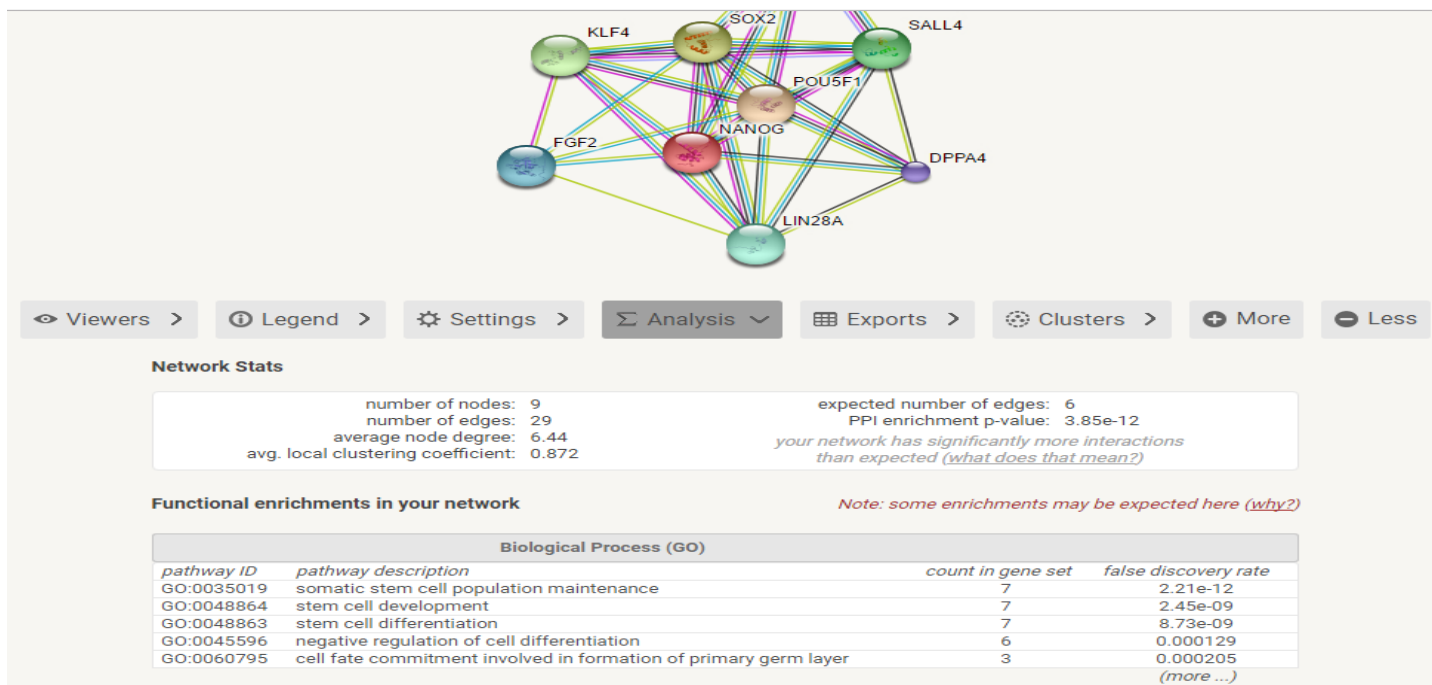 SOX2
KLF4
SALL4
POU5F1
NANOG
FGF2
DPPA4
LIN28A
Viewers > Legend > Settings > Σ Analysis Exports > Clusters > More Less
Network Stats
number of nodes: 9
number of edges: 29
average node degree: 6.44
avg. local clustering coefficient: 0.872
expected number of edges: 6
PPI enrichment p-value: 3.85e-12
your network has significantly more interactions
than expected (what does that mean?)
Functional enrichments in your network
Note: some enrichments may be expected here (why?)
Biological Process (GO)
pathway ID pathway description count in gene set false discovery rate
GO:0035019 somatic stem cell population maintenance 7 2.21e-12
GO:0048864 stem cell development 7 2.45e-09
GO:0048863 stem cell differentiation 7 8.73e-09
GO:0045596 negative regulation of cell differentiation 6 0.000129
GO:0060795 cell fate commitment involved in formation of primary germ layer 3 0.000205
(more ...)